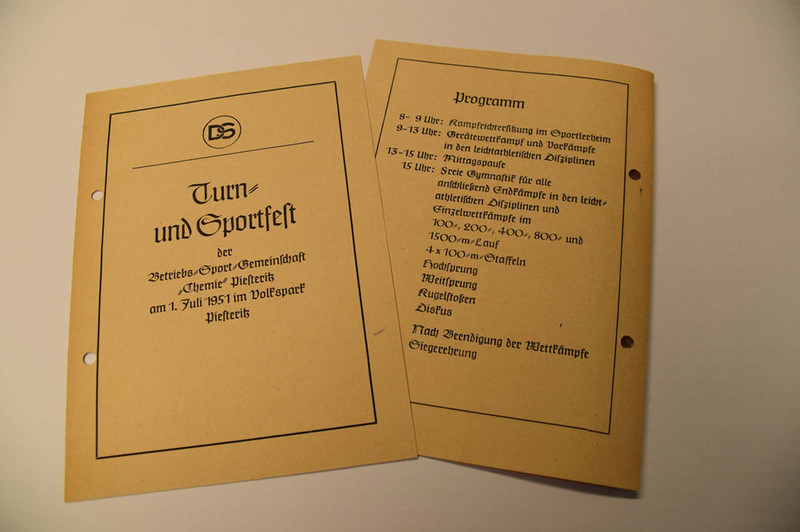 DS
Turn-
und Sportfest
der
Betriebs-Sport-Gemeinschaft
„Chemie" Piesteritz
am 1. Juli 1951 im Volkspark
Piesteritz
Programm
8- 9 Uhr: Kampfrichtersitzung im Sportlerheim
9-13 Uhr: Gerätewettkampf und Vorkämpfe
in den leichtathletischen Disziplinen
13-15 Uhr: Mittagspause
15 Uhr: Freie Gymnastik für alle
anschließend Endkämpfe in den leicht-
athletischen Disziplinen und
Einzelwettkämpfe im
100-, 200-, 400-, 800- und
1500-m-Lauf
4 x 100-m-Staffeln
Hochsprung
Weitsprung
Kugelstoßen
Diskus
Nach Beendigung der Wettkämpfe
Siegerehrung